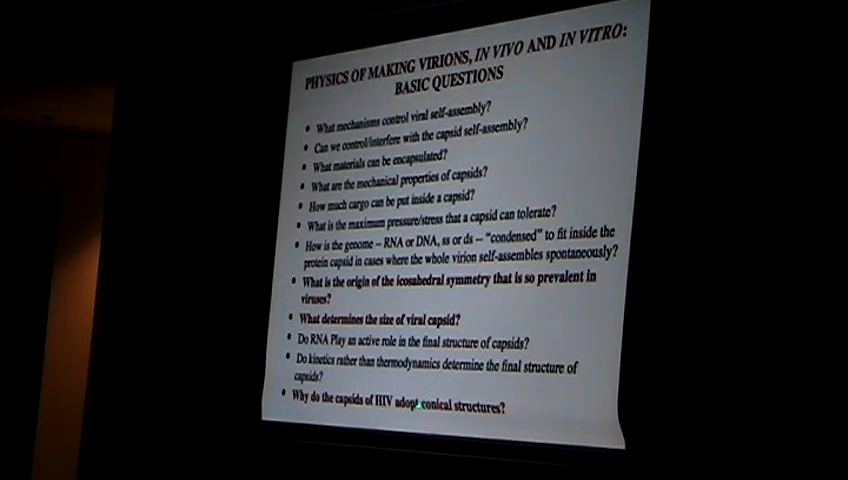 PHYSICS OF MAKING VIRIONS, IN VIVO AND IN VITRO:
BASIC QUESTIONS
• What mechanisms control viral self-assembly?
• Can we control/interfere with the capsid self-assembly?
• What materials can be encapsulated?
• What are the mechanical properties of capsids?
• How much cargo can be put inside a capsid?
• What is the maximum pressure/stress that a capsid can tolerate?
• How is the genome – RNA or DNA, ss or ds – "condensed" to fit inside the
protein capsid in cases where the whole virion self-assembles spontaneously?
• What is the origin of the icosahedral symmetry that is so prevalent in
viruses?
• What determines the size of viral capsid?
• Do RNA Play an active role in the final structure of capsids?
• Do kinetics rather than thermodynamics determine the final structure of
capsids?
• Why do the capsids of HIV adopt conical structures?